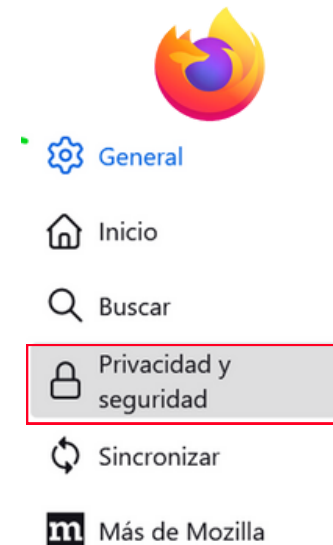 General
Inicio
Buscar
Privacidad y
seguridad
Sincronizar
m Más de Mozilla